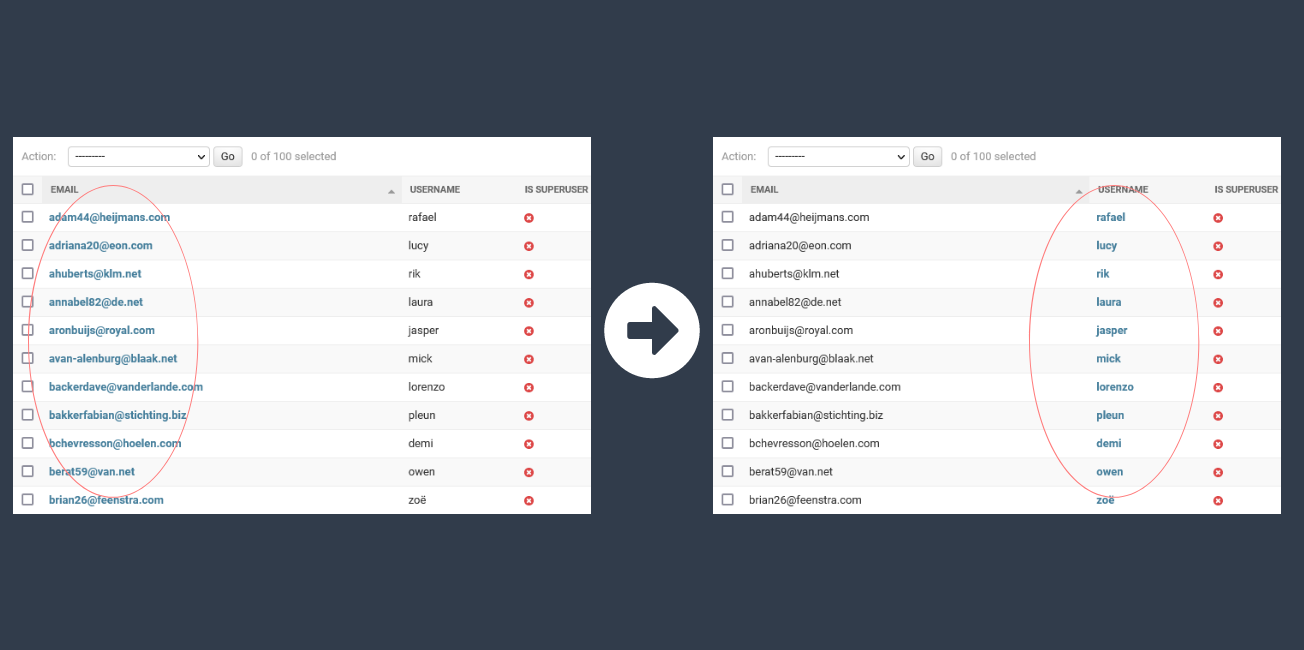 Action: --------- Go 0 of 100 selected
EMAIL USERNAME IS SUPERUSER
adam44@heijmans.com rafael
adriana20@eon.com lucy
ahuberts@klm.net rik
annabel82@de.net laura
aronbuijs@royal.com jasper
avan-alenburg@blaak.net mick
backerdave@vanderlande.com lorenzo
bakkerfabian@stichting.biz pleun
bchevresson@hoelen.com demi
berat59@van.net owen
brian26@feenstra.com zoë
Action: --------- Go 0 of 100 selected
EMAIL USERNAME IS SUPERUSER
adam44@heijmans.com rafael
adriana20@eon.com lucy
ahuberts@klm.net rik
annabel82@de.net laura
aronbuijs@royal.com jasper
avan-alenburg@blaak.net mick
backerdave@vanderlande.com lorenzo
bakkerfabian@stichting.biz pleun
bchevresson@hoelen.com demi
berat59@van.net owen
brian26@feenstra.com zoë